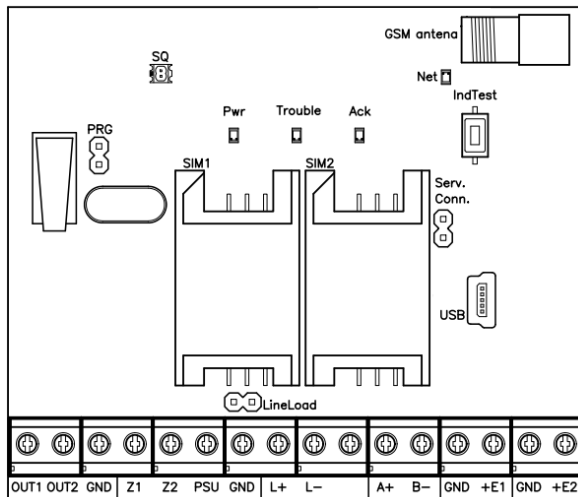 GSM antena
SQ
Net
IndTest
Pwr Trouble Ack
PRG
SIM1 SIM2
Serv.
Conn.
USB
LineLoad
OUT1 OUT2 GND Z1 Z2 PSU GND L+ L- A+ B- GND +E1 GND +E2